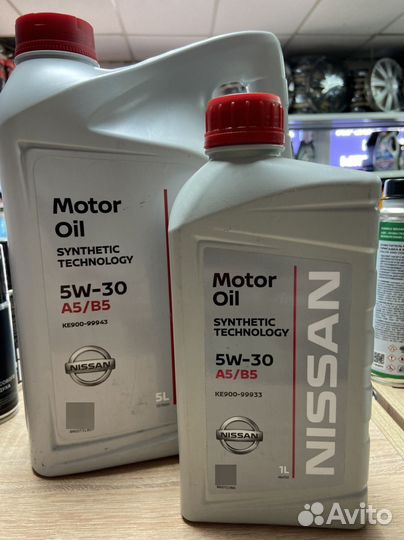 Motor
Oil
SYNTHETIC
TECHNOLOGY
5W-30
A5/B5
KE900-99943
NISSAN
5L
Motor
Oil
SYNTHETIC
TECHNOLOGY
5W-30
A5/B5
KE900-99933
NISSAN
1L
NISSAN
Avito